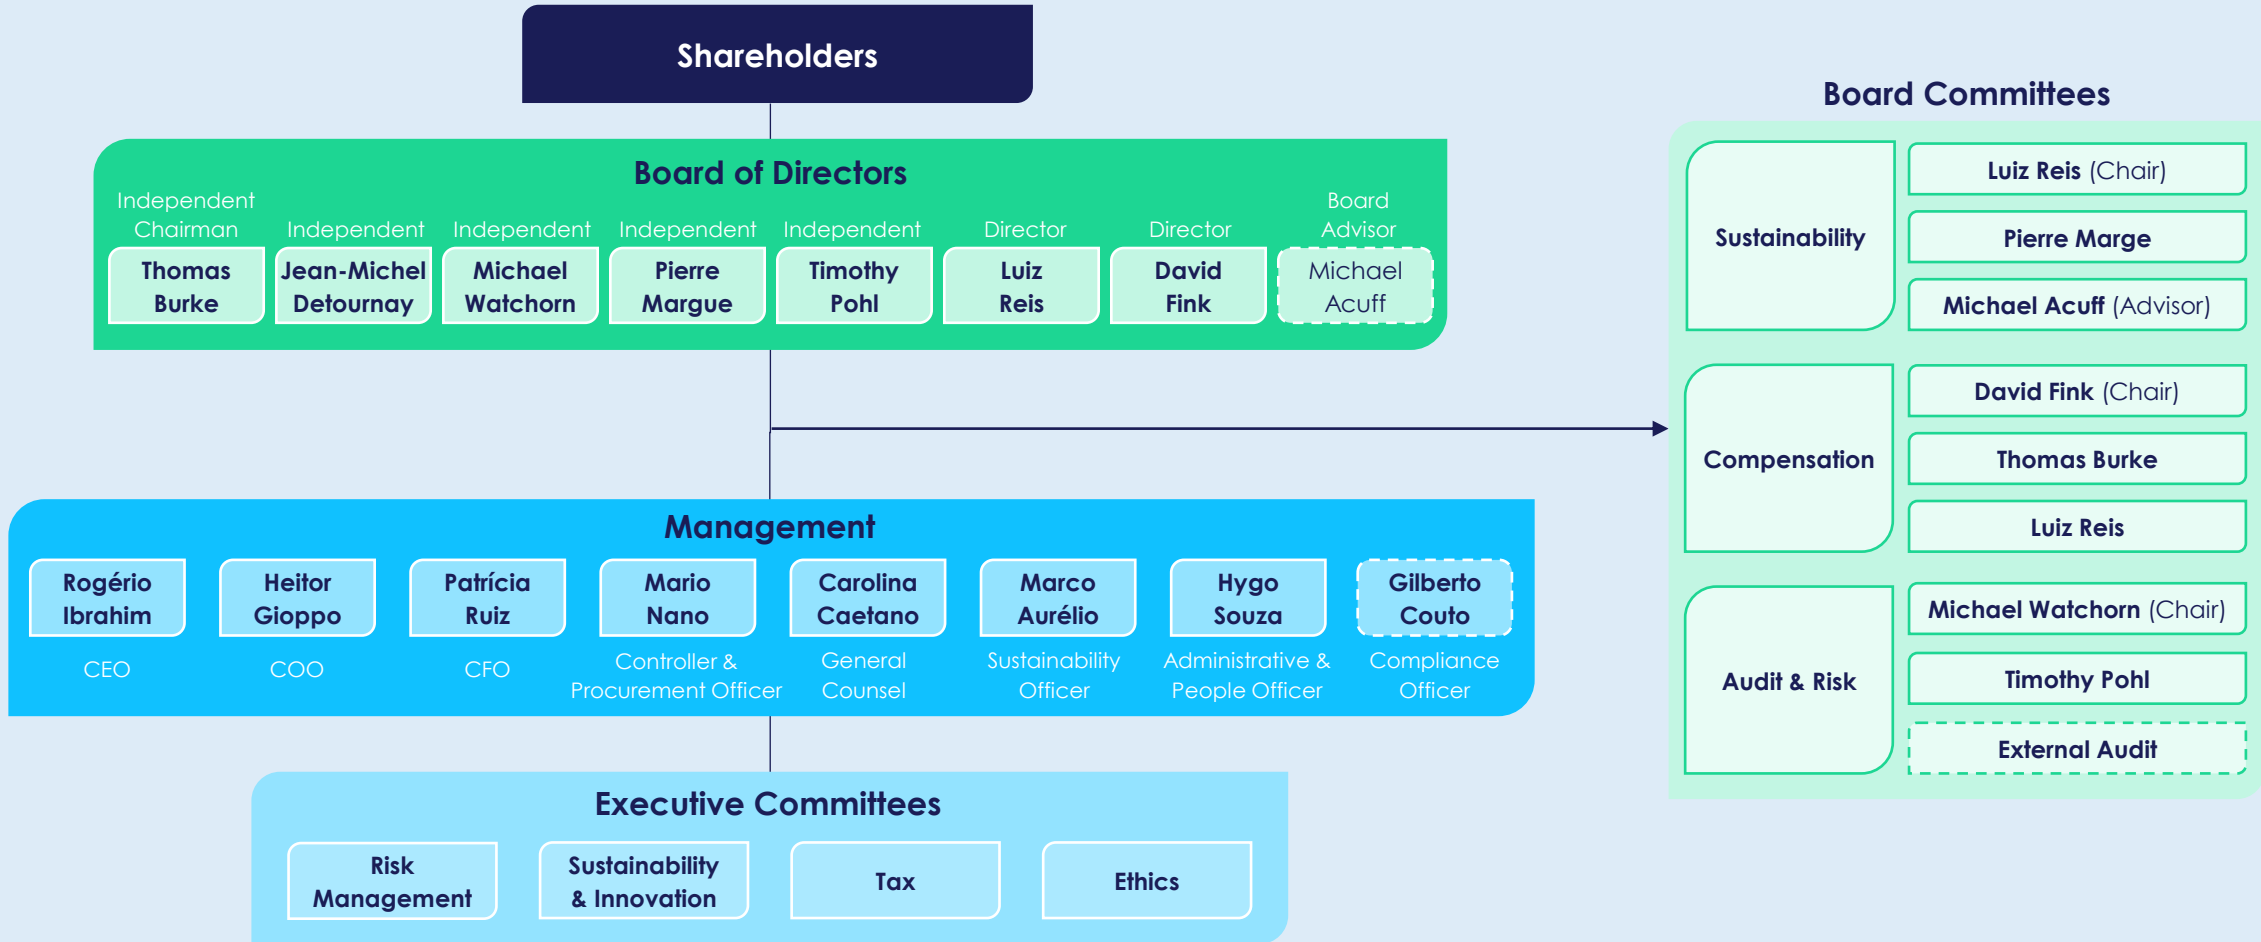 Shareholders
Board of Directors
Independent
Chairman
Thomas
Burke
Independent
Jean-Michel
Detournay
Independent
Michael
Watchorn
Independent
Pierre
Margue
Independent
Timothy
Pohl
Director
Luiz
Reis
Director
David
Fink
Board
Advisor
Michael
Acuff
Management
Rogério
Ibrahim
CEO
Heitor
Gioppo
COO
Patrícia
Ruiz
CFO
Mario
Nano
Controller &
Procurement Officer
Carolina
Caetano
General
Counsel
Marco
Aurélio
Sustainability
Officer
Hygo
Souza
Administrative &
People Officer
Gilberto
Couto
Compliance
Officer
Executive Committees
Risk
Management
Sustainability
& Innovation
Tax
Ethics
Board Committees
Sustainability
Luiz Reis (Chair)
Pierre Marge
Michael Acuff (Advisor)
Compensation
David Fink (Chair)
Thomas Burke
Luiz Reis
Audit & Risk
Michael Watchorn (Chair)
Timothy Pohl
External Audit